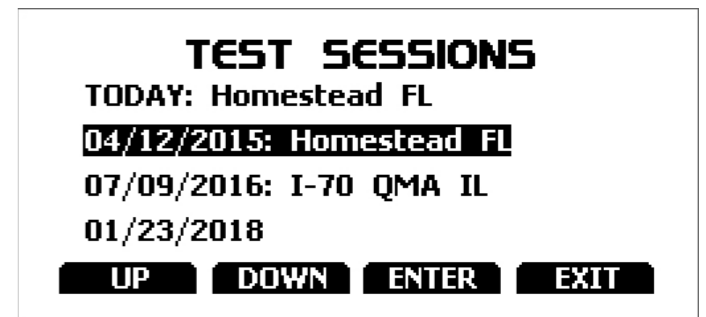 TEST SESSIONS
TODAY: Homestead FL
04/12/2015: Homestead FL
07/09/2016: I-70 QMA IL
01/23/2018
UP DOWN ENTER EXIT